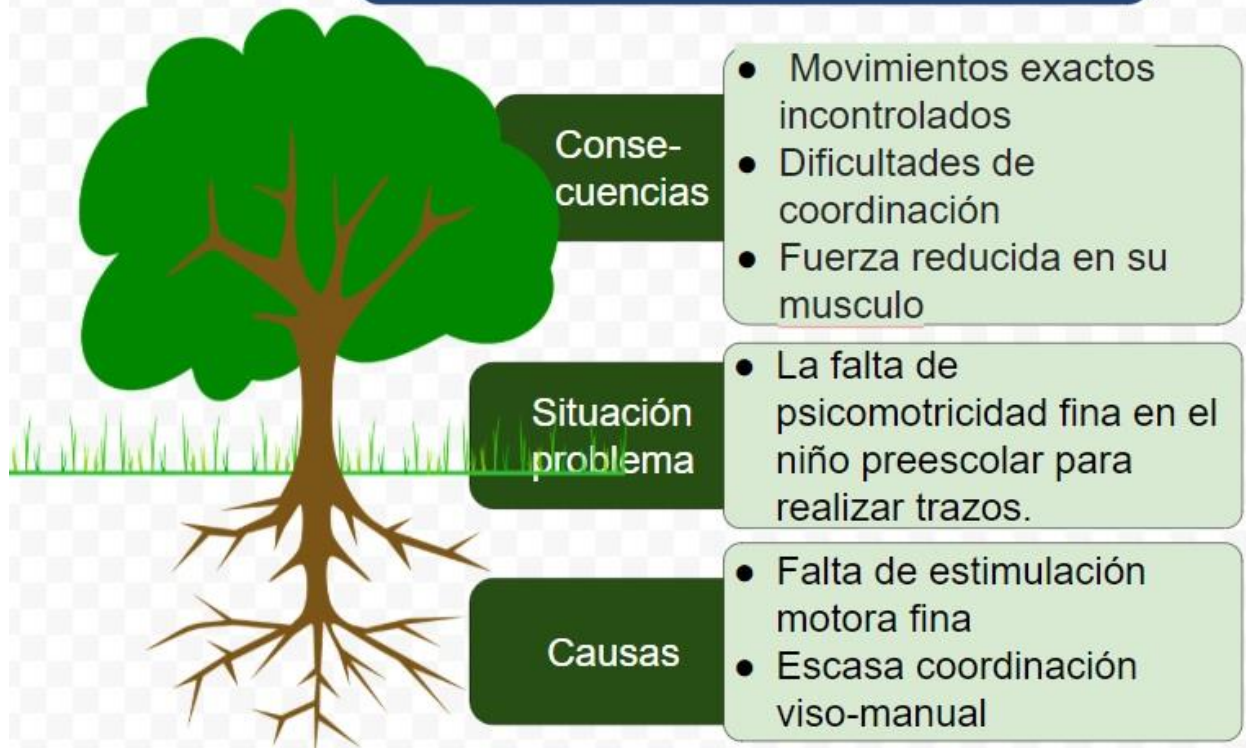 Conse-
cuencias
● Movimientos exactos
incontrolados
● Dificultades de
coordinación
● Fuerza reducida en su
musculo
Situación
problema
● La falta de
psicomotricidad fina en el
niño preescolar para
realizar trazos.
Causas
● Falta de estimulación
motora fina
● Escasa coordinación
viso-manual